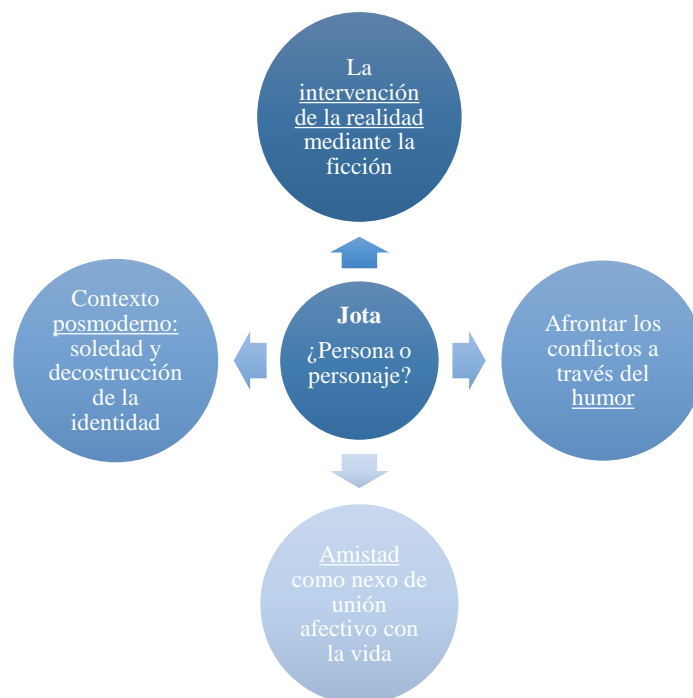 La
intervención
de la realidad
mediante la
ficción
Contexto
posmoderno:
soledad y
decostrucción
de la
identidad
Jota
¿Persona o
personaje?
Afrontar los
conflictos a
través del
humor
Amistad
como nexo de
unión
afectivo con
la vida